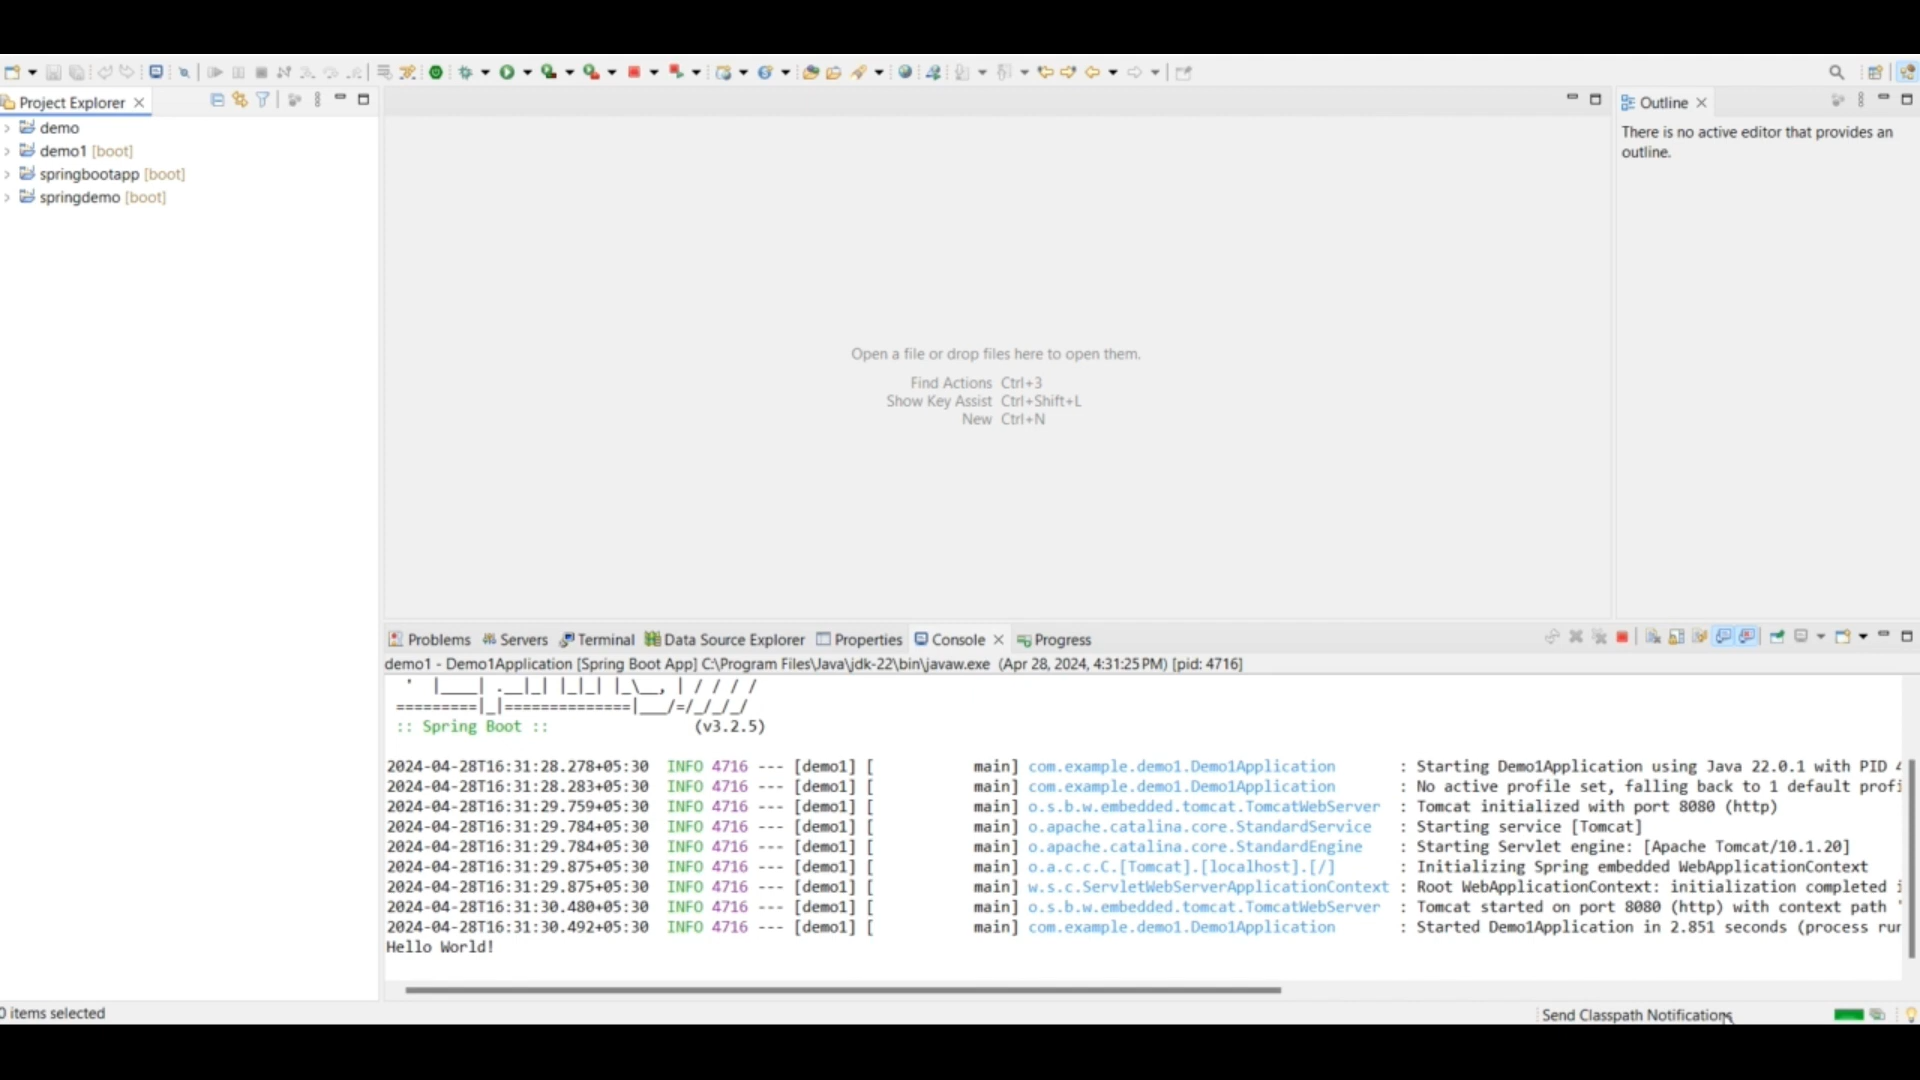 Project Explorer
demo
demo1 [boot]
springbootapp [boot]
springdemo [boot]
Open a file or drop files here to open them.
Find Actions Ctrl+3
Show Key Assist Ctrl+Shift+L
New Ctrl+N
Outline
There is no active editor that provides an
outline.
Problems Servers Terminal Data Source Explorer Properties Console Progress
demo1 - Demo1Application [Spring Boot App] C:\Program Files\Java\jdk-22\bin\javaw.exe (Apr 28, 2024, 4:31:25 PM) [pid: 4716]
' |____| .__|_| |_|_| |_\__, | / / / /
=========|_|==============|___/=/_/_/_/
:: Spring Boot :: (v3.2.5)
2024-04-28T16:31:28.278+05:30 INFO 4716 --- [demo1] [ main] com.example.demo1.Demo1Application : Starting Demo1Application using Java 22.0.1 with PID
2024-04-28T16:31:28.283+05:30 INFO 4716 --- [demo1] [ main] com.example.demo1.Demo1Application : No active profile set, falling back to 1 default profi
2024-04-28T16:31:29.759+05:30 INFO 4716 --- [demo1] [ main] o.s.b.w.embedded.tomcat.TomcatWebServer : Tomcat initialized with port 8080 (http)
2024-04-28T16:31:29.784+05:30 INFO 4716 --- [demo1] [ main] o.apache.catalina.core.StandardService : Starting service [Tomcat]
2024-04-28T16:31:29.784+05:30 INFO 4716 --- [demo1] [ main] o.apache.catalina.core.StandardEngine : Starting Servlet engine: [Apache Tomcat/10.1.20]
2024-04-28T16:31:29.875+05:30 INFO 4716 --- [demo1] [ main] o.a.c.c.C.[Tomcat].[localhost].[/] : Initializing Spring embedded WebApplicationContext
2024-04-28T16:31:29.875+05:30 INFO 4716 --- [demo1] [ main] w.s.c.ServletWebServerApplicationContext : Root WebApplicationContext: initialization completed i
2024-04-28T16:31:30.480+05:30 INFO 4716 --- [demo1] [ main] o.s.b.w.embedded.tomcat.TomcatWebServer : Tomcat started on port 8080 (http) with context path '
2024-04-28T16:31:30.492+05:30 INFO 4716 --- [demo1] [ main] com.example.demo1.Demo1Application : Started Demo1Application in 2.851 seconds (process run
Hello World!
0 items selected
Send Classpath Notifications